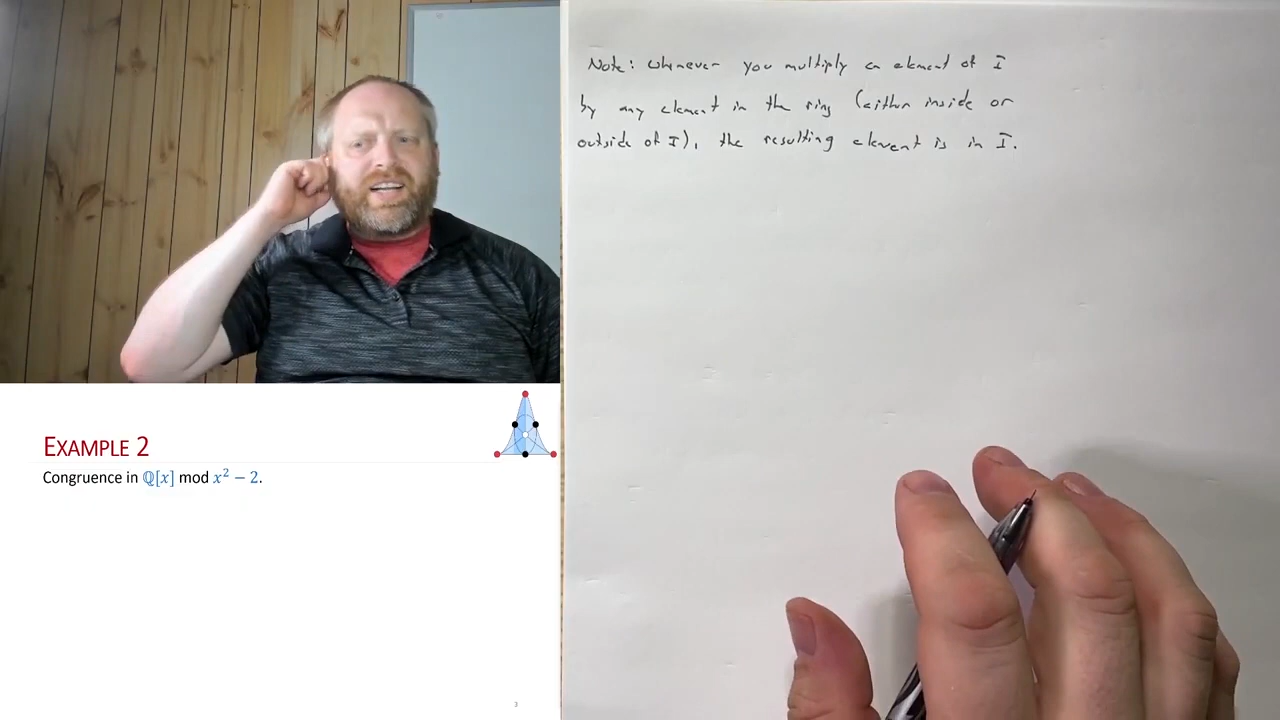 Note: Whenever you multiply an element of I
by any element in the ring (either inside or
outside of I), the resulting element is in I.
EXAMPLE 2
Congruence in ℚ[x] mod x² − 2.
3